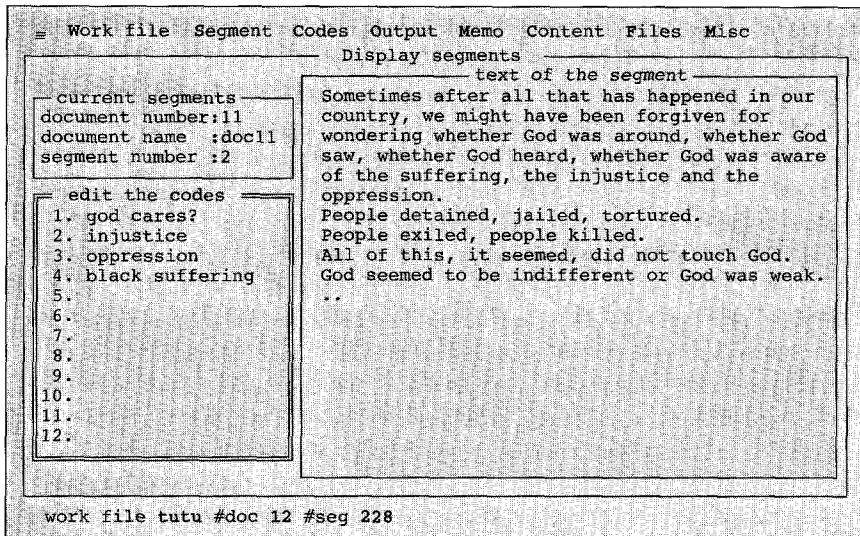 ≡ Work file Segment Codes Output Memo Content Files Misc
Display segments
current segments
document number:11
document name :doc11
segment number :2
edit the codes
1. god cares?
2. injustice
3. oppression
4. black suffering
5.
6.
7.
8.
9.
10.
11.
12.
text of the segment
Sometimes after all that has happened in our
country, we might have been forgiven for
wondering whether God was around, whether God
saw, whether God heard, whether God was aware
of the suffering, the injustice and the
oppression.
People detained, jailed, tortured.
People exiled, people killed.
All of this, it seemed, did not touch God.
God seemed to be indifferent or God was weak.
..
work file tutu #doc 12 #seg 228